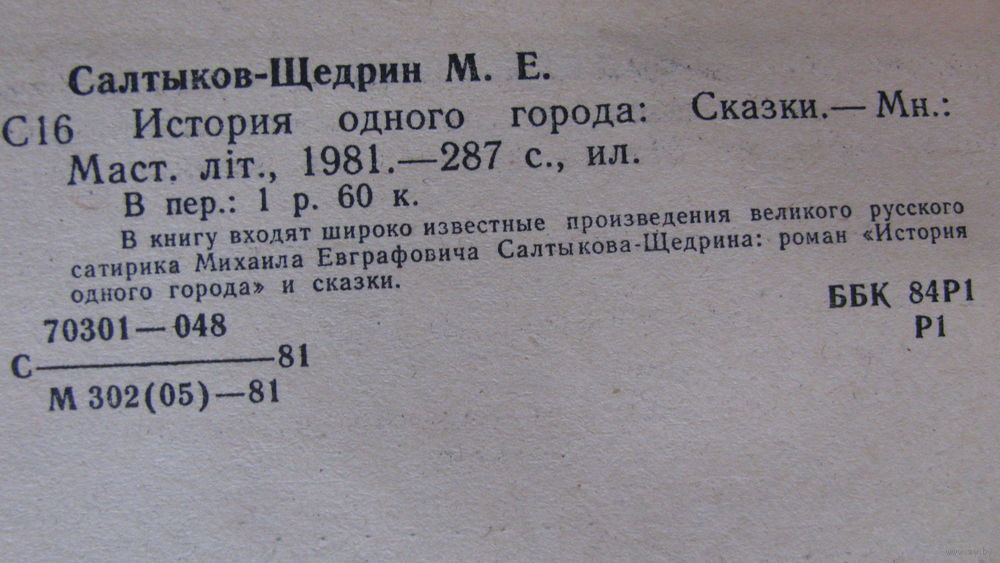 Салтыков-Щедрин М. Е.
С16 История одного города: Сказки.— Мн.:
Маст. літ., 1981.—287 с., ил.
В пер.: 1 р. 60 к.
В книгу входят широко известные произведения великого русского
сатирика Михаила Евграфовича Салтыкова-Щедрина: роман «История
одного города» и сказки.
70301—048
С————81
М 302(05)—81
ББК 84Р1
Р1